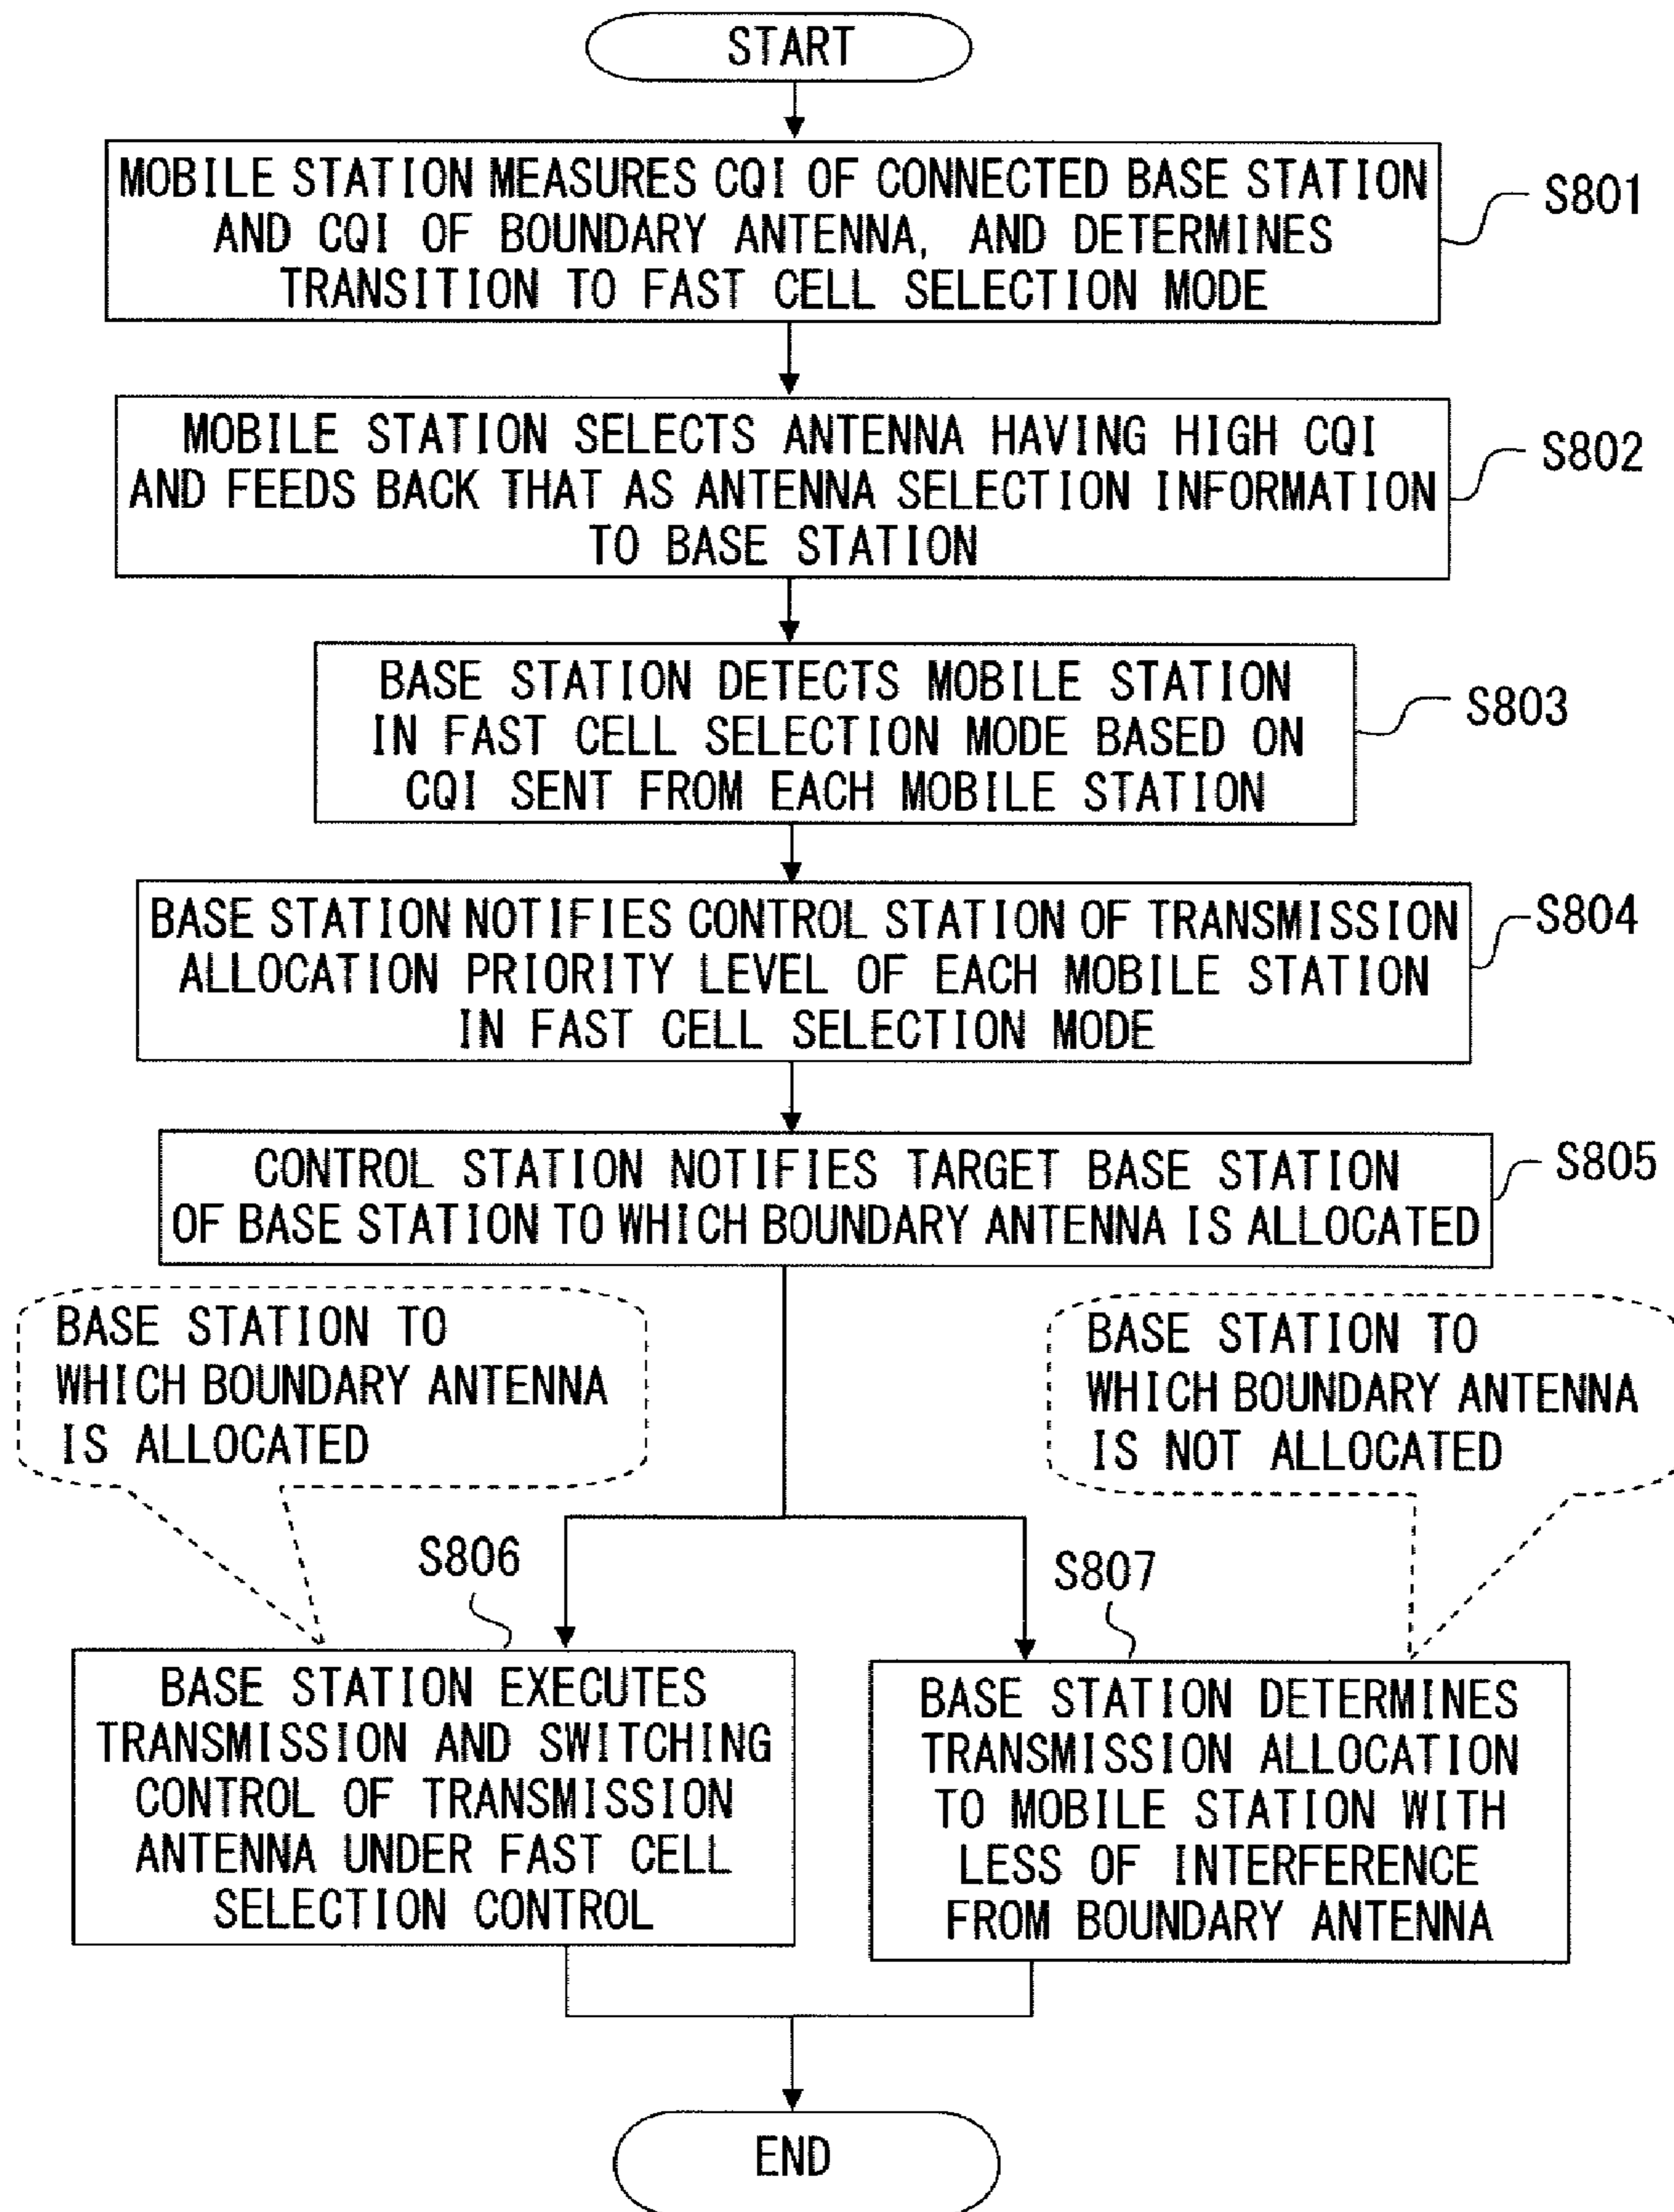 START
MOBILE STATION MEASURES CQI OF CONNECTED BASE STATION
AND CQI OF BOUNDARY ANTENNA, AND DETERMINES
TRANSITION TO FAST CELL SELECTION MODE
S801
MOBILE STATION SELECTS ANTENNA HAVING HIGH CQI
AND FEEDS BACK THAT AS ANTENNA SELECTION INFORMATION
TO BASE STATION
S802
BASE STATION DETECTS MOBILE STATION
IN FAST CELL SELECTION MODE BASED ON
CQI SENT FROM EACH MOBILE STATION
S803
BASE STATION NOTIFIES CONTROL STATION OF TRANSMISSION
ALLOCATION PRIORITY LEVEL OF EACH MOBILE STATION
IN FAST CELL SELECTION MODE
S804
CONTROL STATION NOTIFIES TARGET BASE STATION
OF BASE STATION TO WHICH BOUNDARY ANTENNA IS ALLOCATED
S805
BASE STATION TO
WHICH BOUNDARY ANTENNA
IS ALLOCATED
BASE STATION TO
WHICH BOUNDARY ANTENNA
IS NOT ALLOCATED
S806
BASE STATION EXECUTES
TRANSMISSION AND SWITCHING
CONTROL OF TRANSMISSION
ANTENNA UNDER FAST CELL
SELECTION CONTROL
S807
BASE STATION DETERMINES
TRANSMISSION ALLOCATION
TO MOBILE STATION WITH
LESS OF INTERFERENCE
FROM BOUNDARY ANTENNA
END